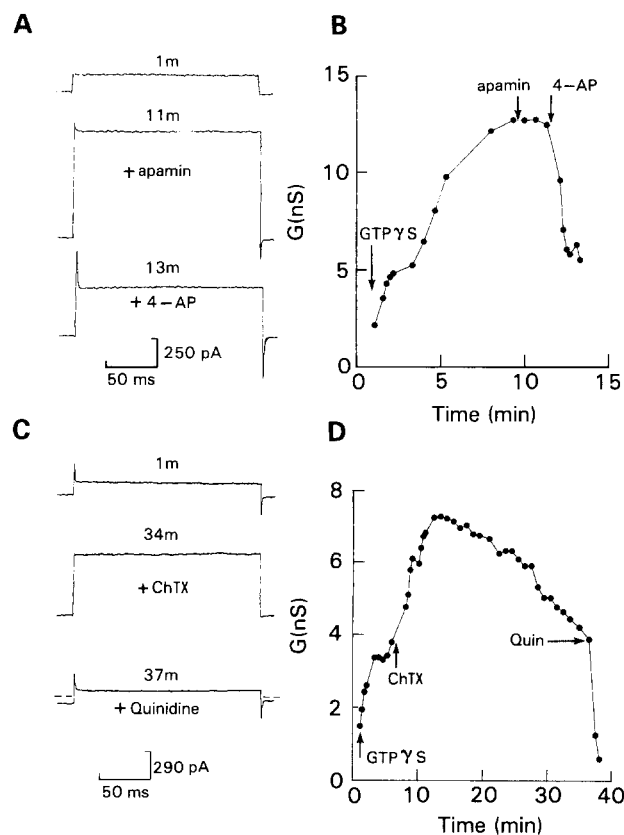 A
1m
11m
+ apamin
13m
+ 4-AP
250 pA
50 ms
B
15
10
5
0
G(nS)
apamin
4-AP
GTPγS
0
5
10
15
Time (min)
C
1m
34m
+ ChTX
37m
+ Quinidine
290 pA
50 ms
D
8
6
4
2
0
G(nS)
Quin
ChTX
GTPγS
0
10
20
30
40
Time (min)